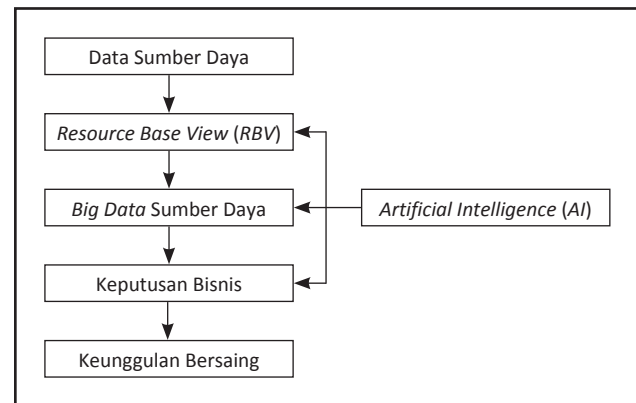 Data Sumber Daya
Resource Base View (RBV)
Big Data Sumber Daya
Artificial Intelligence (AI)
Keputusan Bisnis
Keunggulan Bersaing